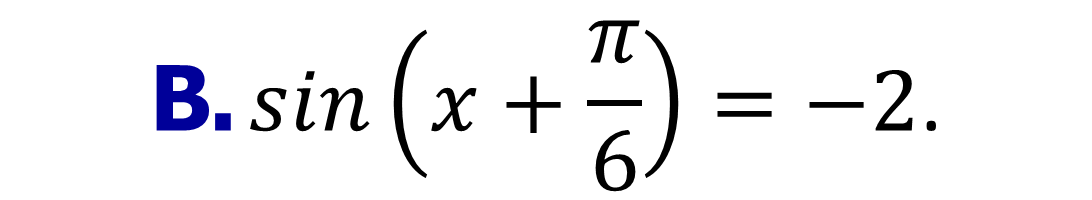 B. sin (x + π/6) = −2.